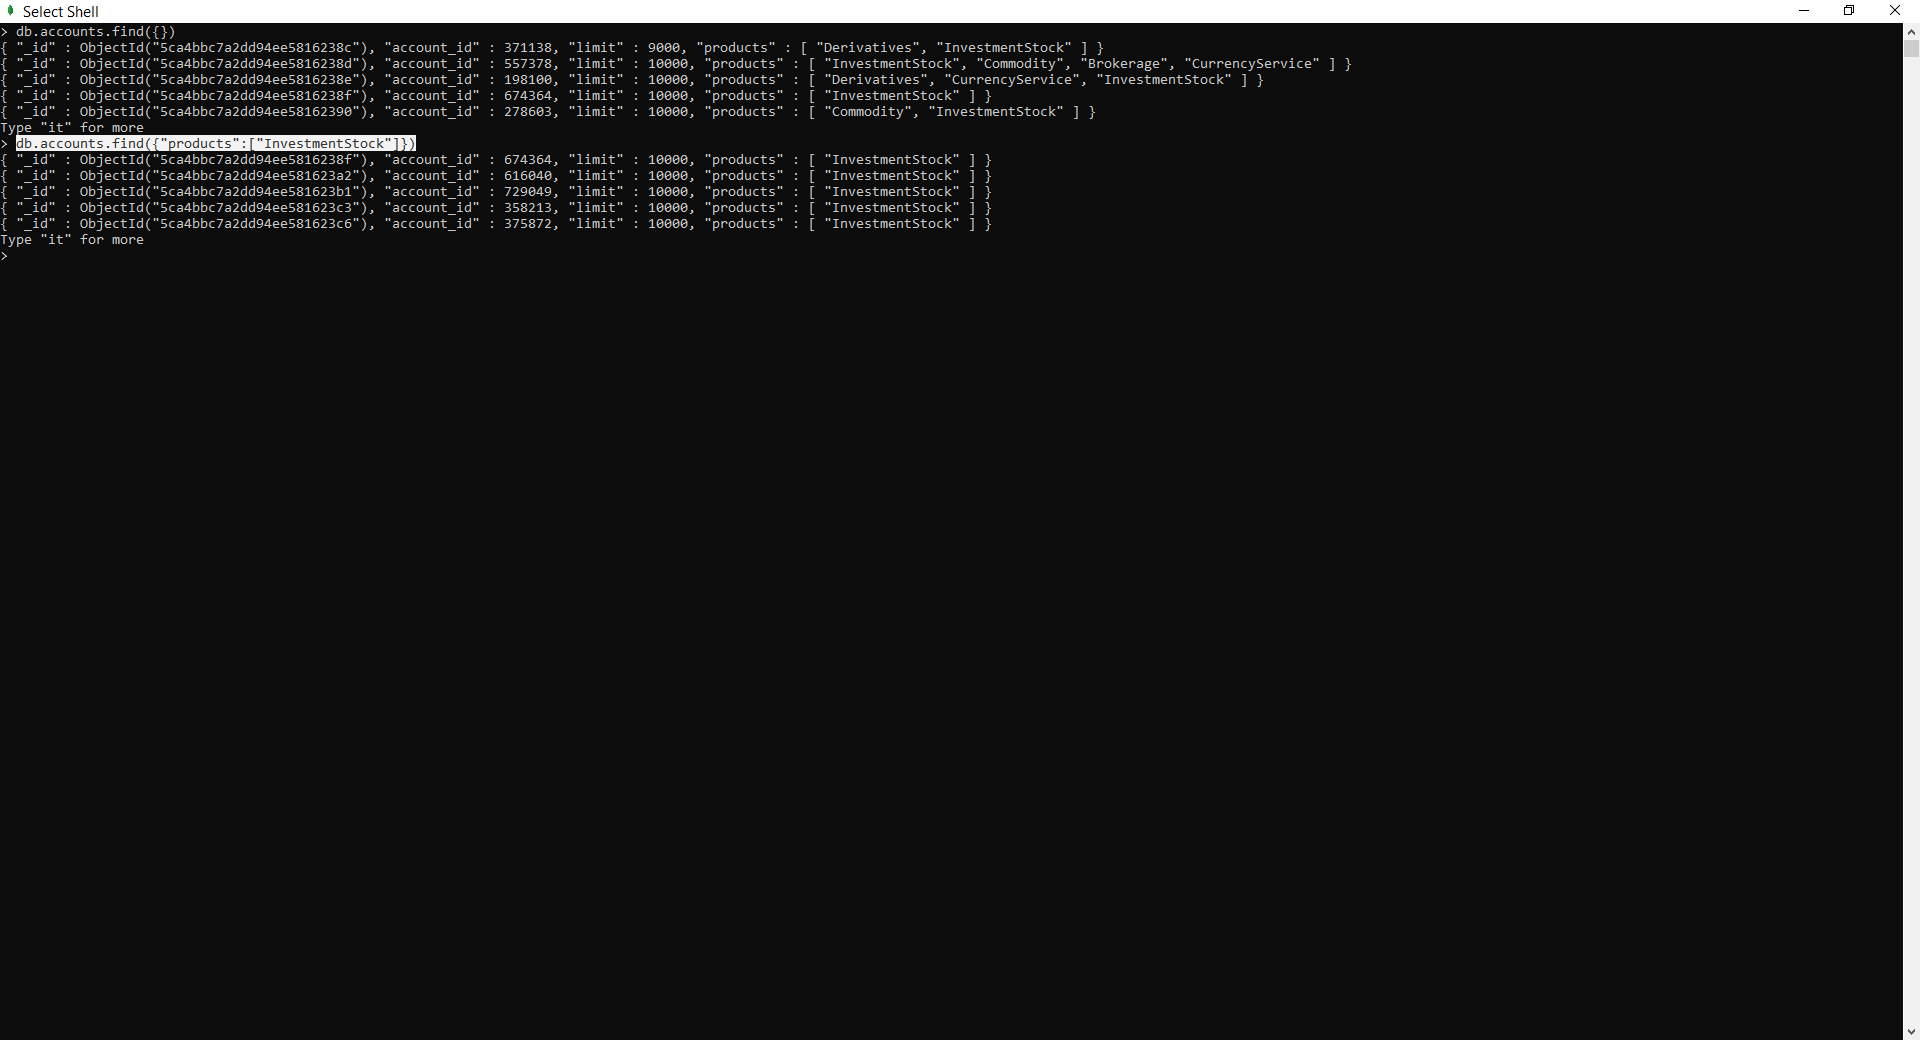 Select Shell
> db.accounts.find({})
{ "_id" : ObjectId("5ca4bbc7a2dd94ee5816238c"), "account_id" : 371138, "limit" : 9000, "products" : [ "Derivatives", "InvestmentStock" ] }
{ "_id" : ObjectId("5ca4bbc7a2dd94ee5816238d"), "account_id" : 557378, "limit" : 10000, "products" : [ "InvestmentStock", "Commodity", "Brokerage", "CurrencyService" ] }
{ "_id" : ObjectId("5ca4bbc7a2dd94ee5816238e"), "account_id" : 198100, "limit" : 10000, "products" : [ "Derivatives", "CurrencyService", "InvestmentStock" ] }
{ "_id" : ObjectId("5ca4bbc7a2dd94ee5816238f"), "account_id" : 674364, "limit" : 10000, "products" : [ "InvestmentStock" ] }
{ "_id" : ObjectId("5ca4bbc7a2dd94ee58162390"), "account_id" : 278603, "limit" : 10000, "products" : [ "Commodity", "InvestmentStock" ] }
Type "it" for more
> db.accounts.find({"products":["InvestmentStock"]})
{ "_id" : ObjectId("5ca4bbc7a2dd94ee5816238f"), "account_id" : 674364, "limit" : 10000, "products" : [ "InvestmentStock" ] }
{ "_id" : ObjectId("5ca4bbc7a2dd94ee581623a2"), "account_id" : 616040, "limit" : 10000, "products" : [ "InvestmentStock" ] }
{ "_id" : ObjectId("5ca4bbc7a2dd94ee581623b1"), "account_id" : 729049, "limit" : 10000, "products" : [ "InvestmentStock" ] }
{ "_id" : ObjectId("5ca4bbc7a2dd94ee581623c3"), "account_id" : 358213, "limit" : 10000, "products" : [ "InvestmentStock" ] }
{ "_id" : ObjectId("5ca4bbc7a2dd94ee581623c6"), "account_id" : 375872, "limit" : 10000, "products" : [ "InvestmentStock" ] }
Type "it" for more
>